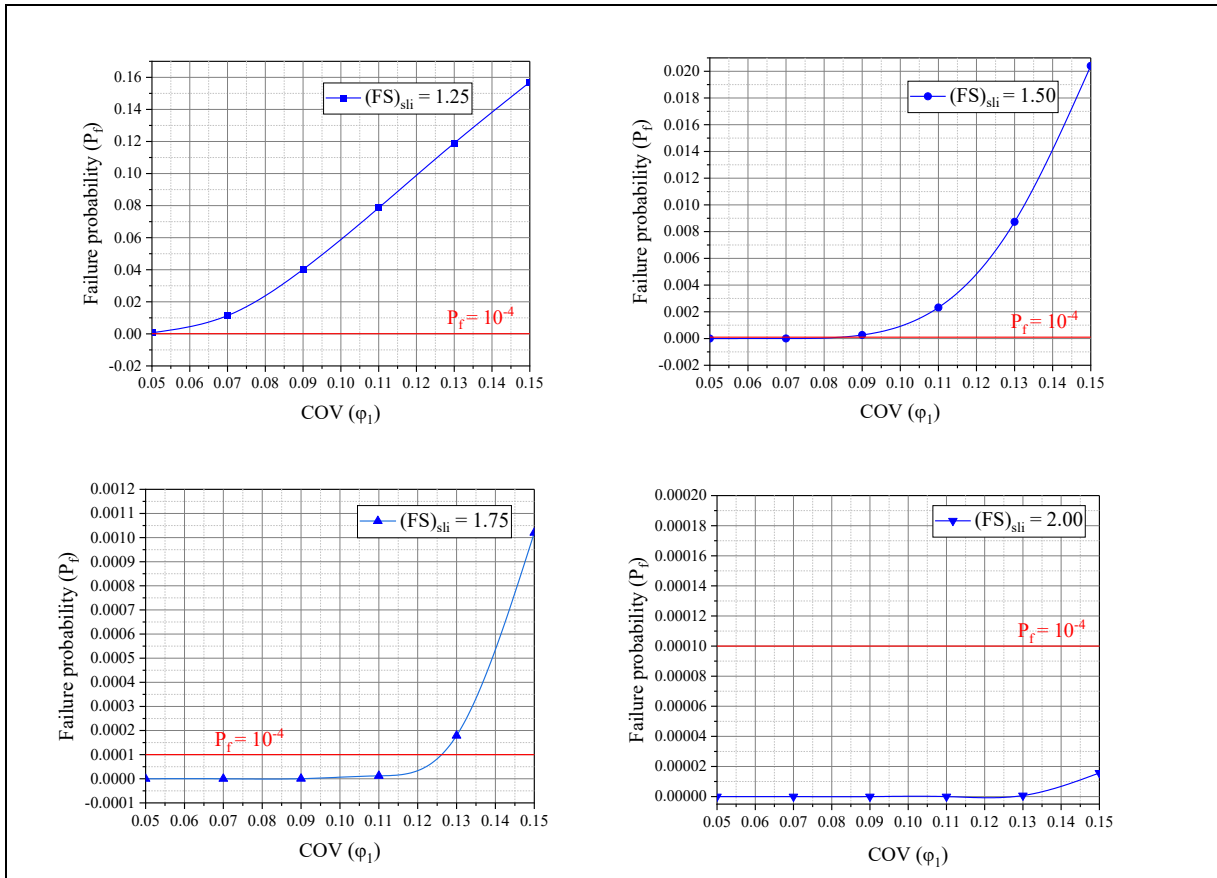 (FS)sli = 1.25
0.16
0.14
0.12
0.10
0.08
0.06
0.04
0.02
0.00
-0.02
Failure probability (Pf)
Pf = 10-4
0.05 0.06 0.07 0.08 0.09 0.10 0.11 0.12 0.13 0.14 0.15
COV (φ1)
(FS)sli = 1.50
0.020
0.018
0.016
0.014
0.012
0.010
0.008
0.006
0.004
0.002
0.000
-0.002
Failure probability (Pf)
Pf = 10-4
0.05 0.06 0.07 0.08 0.09 0.10 0.11 0.12 0.13 0.14 0.15
COV (φ1)
(FS)sli = 1.75
0.0012
0.0011
0.0010
0.0009
0.0008
0.0007
0.0006
0.0005
0.0004
0.0003
0.0002
0.0001
0.0000
-0.0001
Failure probability (Pf)
Pf = 10-4
0.05 0.06 0.07 0.08 0.09 0.10 0.11 0.12 0.13 0.14 0.15
COV (φ1)
(FS)sli = 2.00
0.00020
0.00018
0.00016
0.00014
0.00012
0.00010
0.00008
0.00006
0.00004
0.00002
0.00000
Failure probability (Pf)
Pf = 10-4
0.05 0.06 0.07 0.08 0.09 0.10 0.11 0.12 0.13 0.14 0.15
COV (φ1)